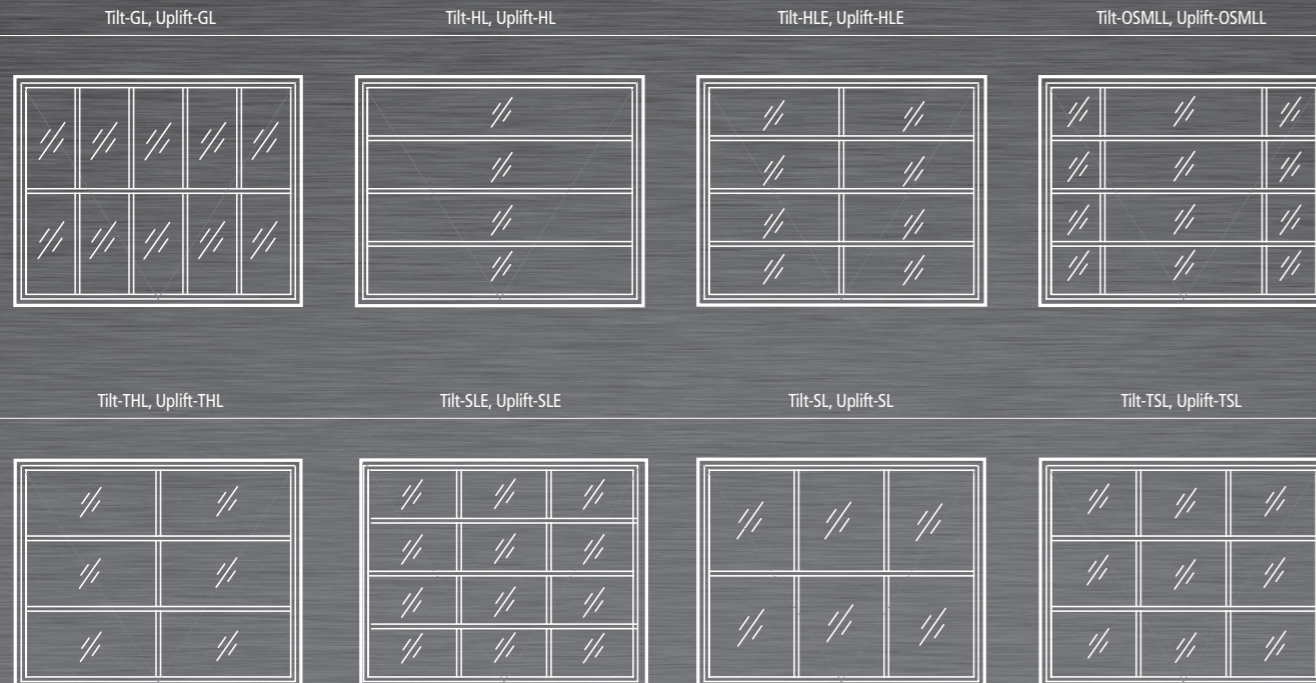 Tilt-GL, Uplift-GL
Tilt-HL, Uplift-HL
Tilt-HLE, Uplift-HLE
Tilt-OSMLL, Uplift-OSMLL
Tilt-THL, Uplift-THL
Tilt-SLE, Uplift-SLE
Tilt-SL, Uplift-SL
Tilt-TSL, Uplift-TSL